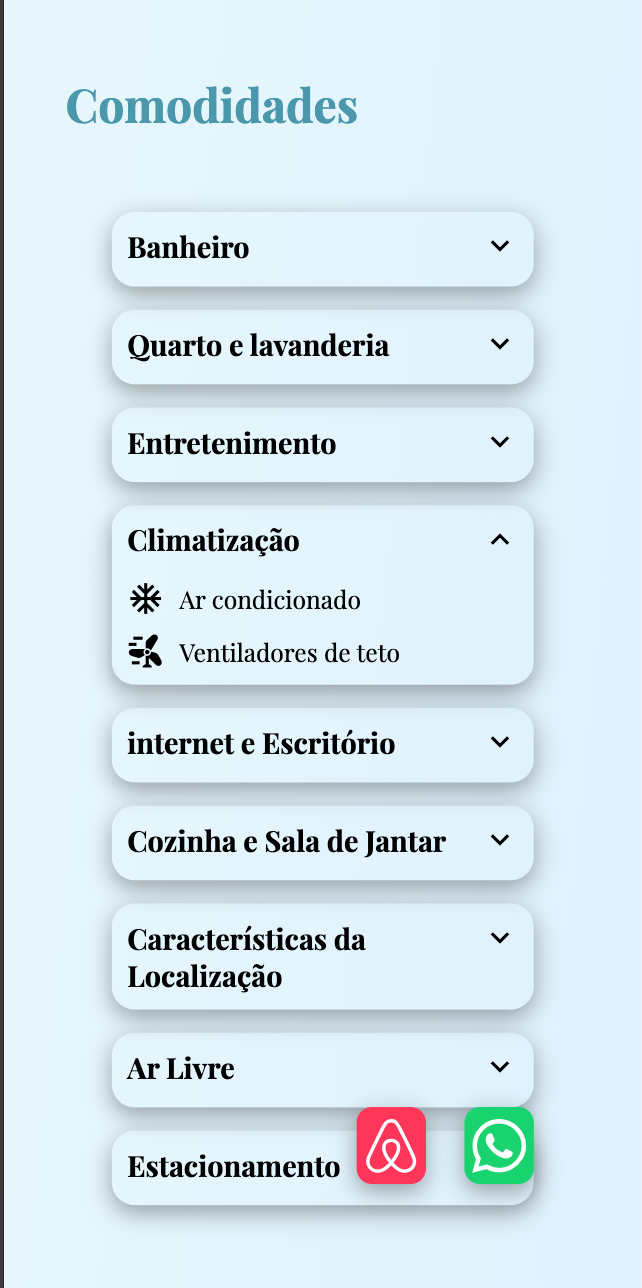 Comodidades
Banheiro
Quarto e lavanderia
Entretenimento
Climatização
Ar condicionado
Ventiladores de teto
internet e Escritório
Cozinha e Sala de Jantar
Características da
Localização
Ar Livre
Estacionamento